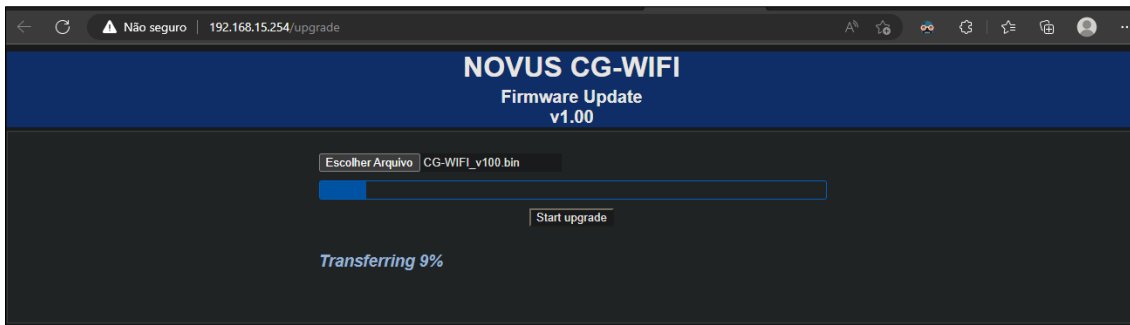 Não seguro 192.168.15.254/upgrade
NOVUS CG-WIFI
Firmware Update
v1.00
Escolher Arquivo CG-WIFI_v100.bin
Start upgrade
Transferring 9%